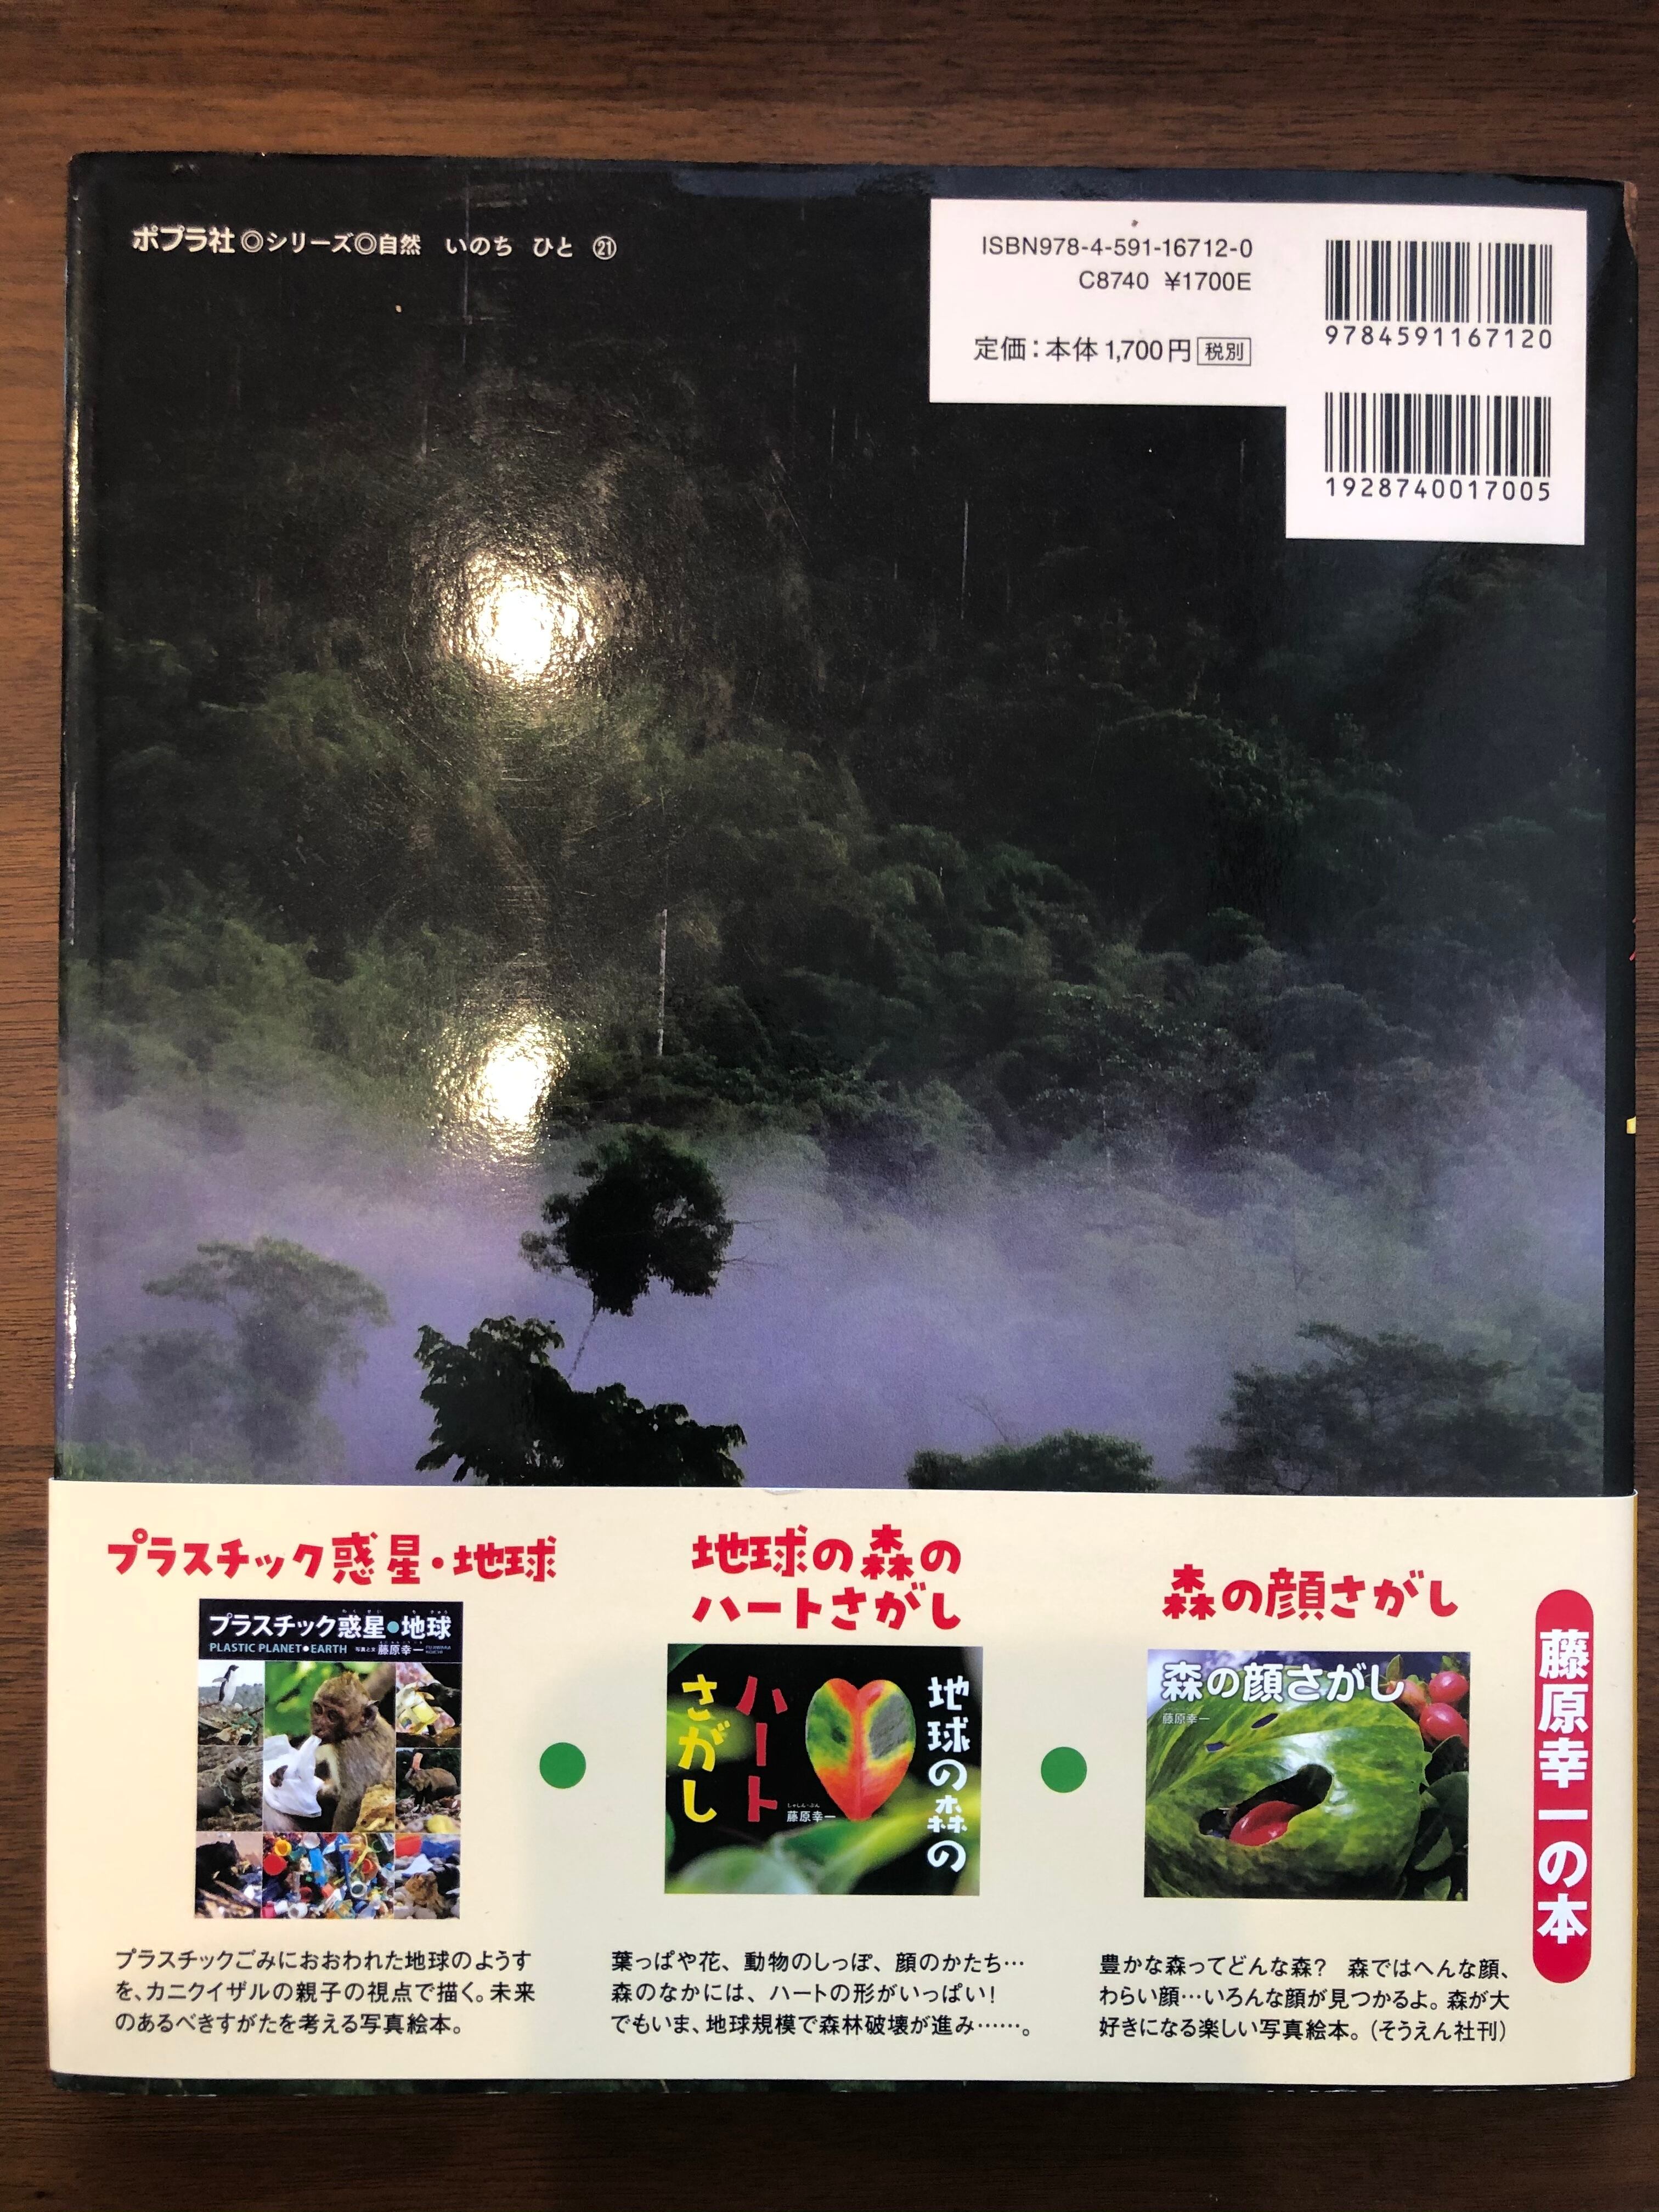 ポプラ社◎シリーズ◎自然　いのち　ひと　㉑
ISBN978-4-591-16712-0
C8740 ¥1700E
定価：本体1,700円 税別
9784591167120
1928740017005
藤原幸一の本
プラスチック惑星・地球
プラスチック惑星●地球
PLASTIC PLANET●EARTH 写真と文 藤原幸一
プラスチックごみにおおわれた地球のようす
を、カニクイザルの親子の視点で描く。未来
のあるべきすがたを考える写真絵本。
地球の森の
ハートさがし
地球の森の
ハート
さがし
しゃしん・ぶん
藤原幸一
葉っぱや花、動物のしっぽ、顔のかたち…
森のなかには、ハートの形がいっぱい！
でもいま、地球規模で森林破壊が進み……。
森の顔さがし
森の顔さがし
藤原幸一
豊かな森ってどんな森？　森ではへんな顔、
わらい顔…いろんな顔が見つかるよ。森が大
好きになる楽しい写真絵本。（そうえん社刊）